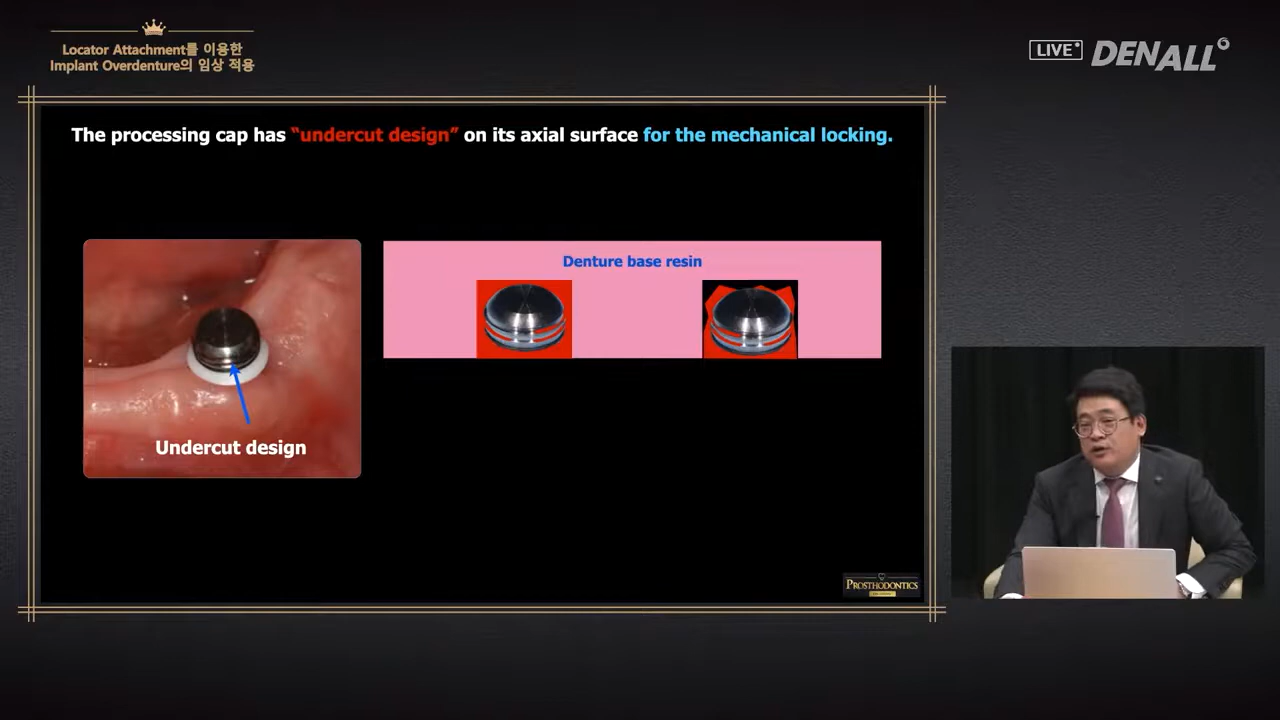 Locator Attachment를 이용한
Implant Overdenture의 임상 적용
LIVE
DENALL
The processing cap has “undercut design” on its axial surface for the mechanical locking.
Denture base resin
Undercut design
PROSTHODONTICS